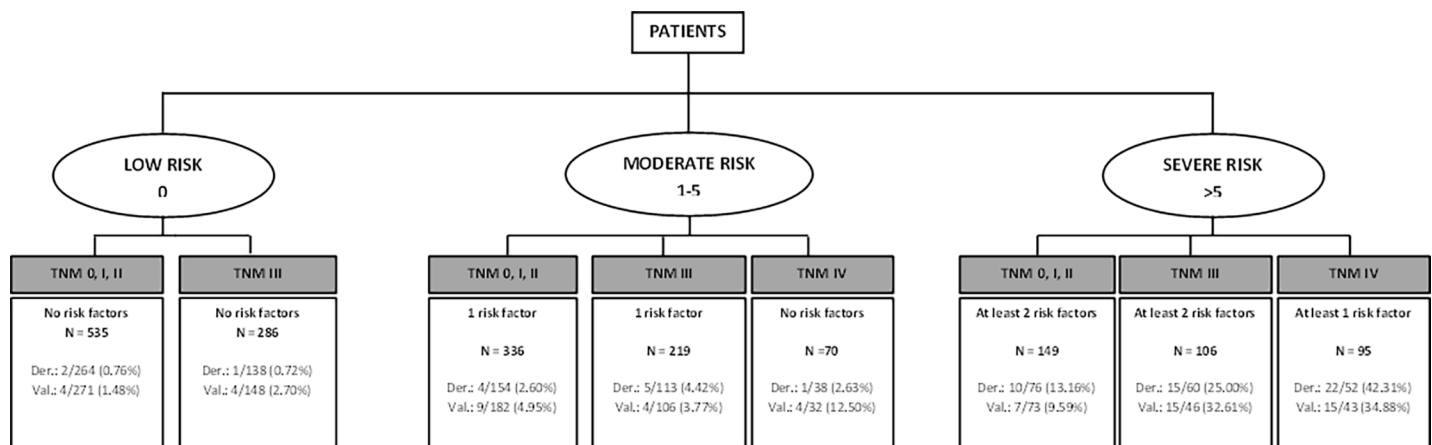 PATIENTS
LOW RISK
0
MODERATE RISK
1-5
SEVERE RISK
>5
TNM 0, I, II
No risk factors
N = 535
Der.: 2/264 (0.76%)
Val.: 4/271 (1.48%)
TNM III
No risk factors
N = 286
Der.: 1/138 (0.72%)
Val.: 4/148 (2.70%)
TNM 0, I, II
1 risk factor
N = 336
Der.: 4/154 (2.60%)
Val.: 9/182 (4.95%)
TNM III
1 risk factor
N = 219
Der.: 5/113 (4.42%)
Val.: 4/106 (3.77%)
TNM IV
No risk factors
N =70
Der.: 1/38 (2.63%)
Val.: 4/32 (12.50%)
TNM 0, I, II
At least 2 risk factors
N = 149
Der.: 10/76 (13.16%)
Val.: 7/73 (9.59%)
TNM III
At least 2 risk factors
N = 106
Der.: 15/60 (25.00%)
Val.: 15/46 (32.61%)
TNM IV
At least 1 risk factor
N = 95
Der.: 22/52 (42.31%)
Val.: 15/43 (34.88%)